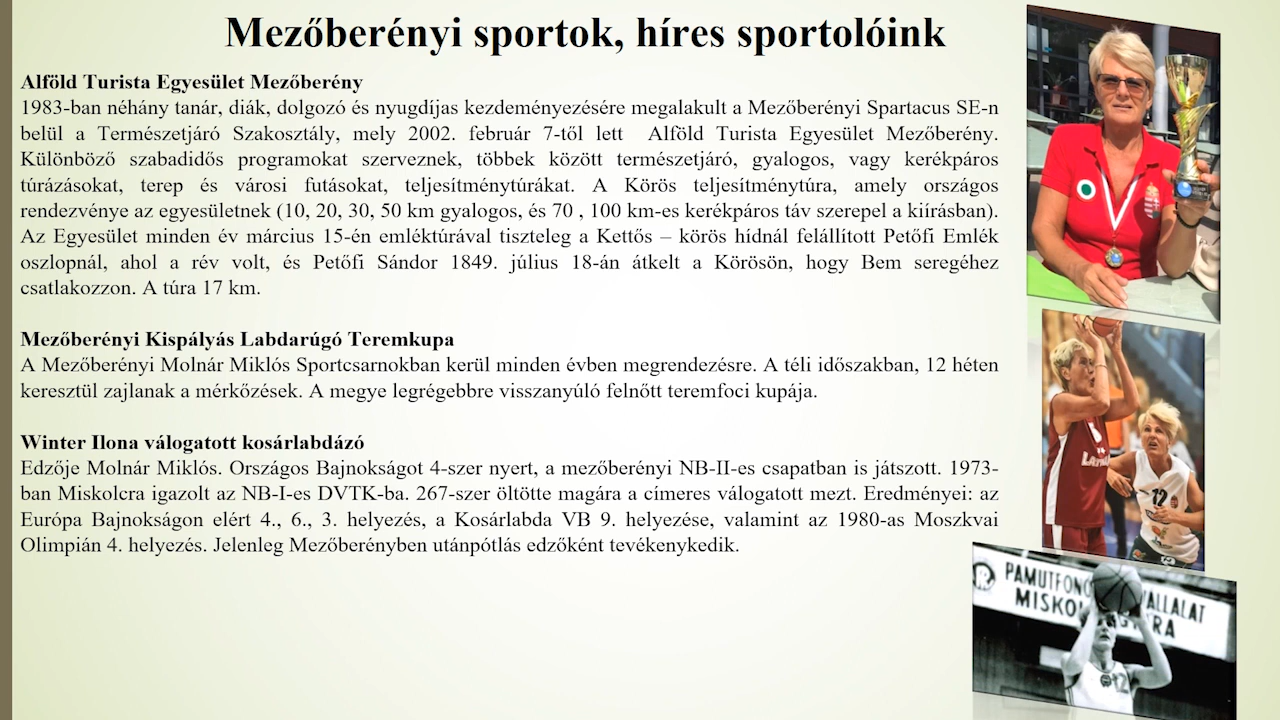 Mezőberényi sportok, híres sportolóink
Alföld Turista Egyesület Mezőberény
1983-ban néhány tanár, diák, dolgozó és nyugdíjas kezdeményezésére megalakult a Mezőberényi Spartacus SE-n
belül a Természetjáró Szakosztály, mely 2002. február 7-től lett Alföld Turista Egyesület Mezőberény.
Különböző szabadidős programokat szerveznek, többek között természetjáró, gyalogos, vagy kerékpáros
túrázásokat, terep és városi futásokat, teljesítménytúrákat. A Körös teljesítménytúra, amely országos
rendezvénye az egyesületnek (10, 20, 30, 50 km gyalogos, és 70 , 100 km-es kerékpáros táv szerepel a kiírásban).
Az Egyesület minden év március 15-én emléktúrával tiszteleg a Kettős – körös hídnál felállított Petőfi Emlék
oszlopnál, ahol a rév volt, és Petőfi Sándor 1849. július 18-án átkelt a Körösön, hogy Bem seregéhez
csatlakozzon. A túra 17 km.
Mezőberényi Kispályás Labdarúgó Teremkupa
A Mezőberényi Molnár Miklós Sportcsarnokban kerül minden évben megrendezésre. A téli időszakban, 12 héten
keresztül zajlanak a mérkőzések. A megye legrégebbre visszanyúló felnőtt teremfoci kupája.
Winter Ilona válogatott kosárlabdázó
Edzője Molnár Miklós. Országos Bajnokságot 4-szer nyert, a mezőberényi NB-II-es csapatban is játszott. 1973-
ban Miskolcra igazolt az NB-I-es DVTK-ba. 267-szer öltötte magára a címeres válogatott mezt. Eredményei: az
Európa Bajnokságon elért 4., 6., 3. helyezés, a Kosárlabda VB 9. helyezése, valamint az 1980-as Moszkvai
Olimpián 4. helyezés. Jelenleg Mezőberényben utánpótlás edzőként tevékenykedik.
12
12